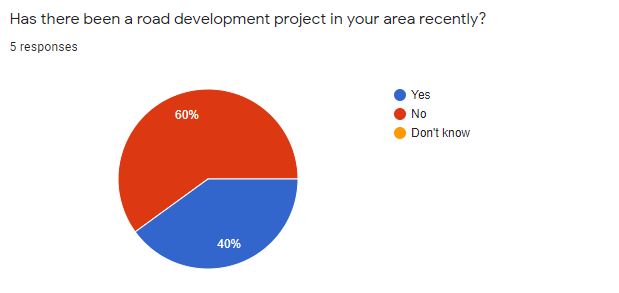 Has there been a road development project in your area recently?
5 responses
60%
40%
Yes
No
Don't know